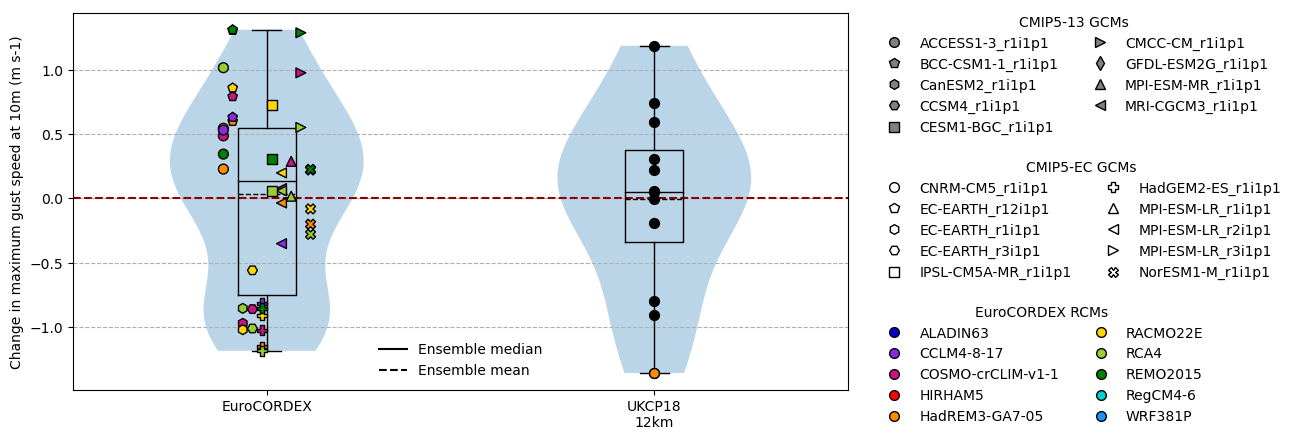 Change in maximum gust speed at 10m (m s-1)
1.0
0.5
0.0
−0.5
−1.0
EuroCORDEX
UKCP18
12km
Ensemble median
Ensemble mean
CMIP5-13 GCMs
ACCESS1-3_r1i1p1
BCC-CSM1-1_r1i1p1
CanESM2_r1i1p1
CCSM4_r1i1p1
CESM1-BGC_r1i1p1
CMCC-CM_r1i1p1
GFDL-ESM2G_r1i1p1
MPI-ESM-MR_r1i1p1
MRI-CGCM3_r1i1p1
CMIP5-EC GCMs
CNRM-CM5_r1i1p1
EC-EARTH_r12i1p1
EC-EARTH_r1i1p1
EC-EARTH_r3i1p1
IPSL-CM5A-MR_r1i1p1
HadGEM2-ES_r1i1p1
MPI-ESM-LR_r1i1p1
MPI-ESM-LR_r2i1p1
MPI-ESM-LR_r3i1p1
NorESM1-M_r1i1p1
EuroCORDEX RCMs
ALADIN63
CCLM4-8-17
COSMO-crCLIM-v1-1
HIRHAM5
HadREM3-GA7-05
RACMO22E
RCA4
REMO2015
RegCM4-6
WRF381P